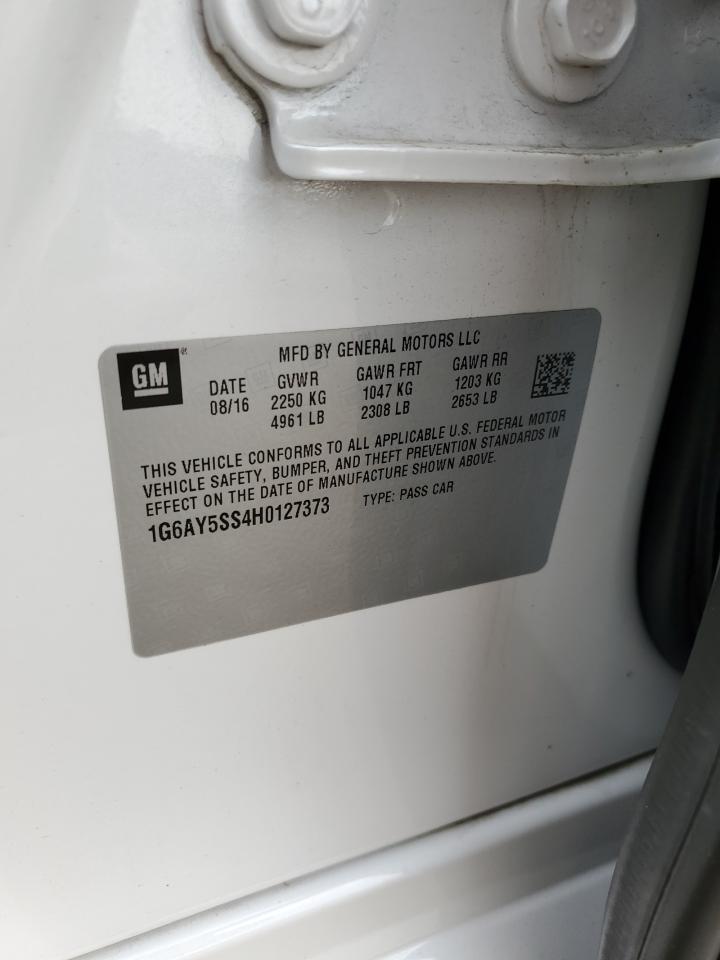 GM®
MFD BY GENERAL MOTORS LLC
DATE GVWR GAWR FRT GAWR RR
08/16 2250 KG 1047 KG 1203 KG
4961 LB 2308 LB 2653 LB
THIS VEHICLE CONFORMS TO ALL APPLICABLE U.S. FEDERAL MOTOR
VEHICLE SAFETY, BUMPER, AND THEFT PREVENTION STANDARDS IN
EFFECT ON THE DATE OF MANUFACTURE SHOWN ABOVE.
1G6AY5SS4H0127373 TYPE: PASS CAR